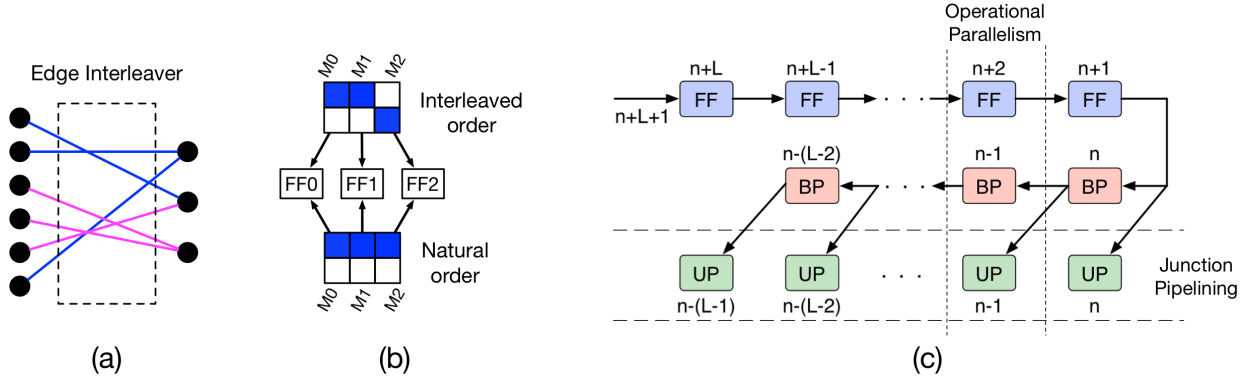 Edge Interleaver
(a)
M0
M1
M2
Interleaved
order
FF0
FF1
FF2
Natural
order
M0
M1
M2
(b)
Operational
Parallelism
n+L
n+L-1
n+2
n+1
FF
FF
. . .
FF
FF
n+L+1
n-(L-2)
n-1
n
BP
. . .
BP
BP
UP
UP
. . .
UP
UP
Junction
Pipelining
n-(L-1)
n-(L-2)
n-1
n
(c)